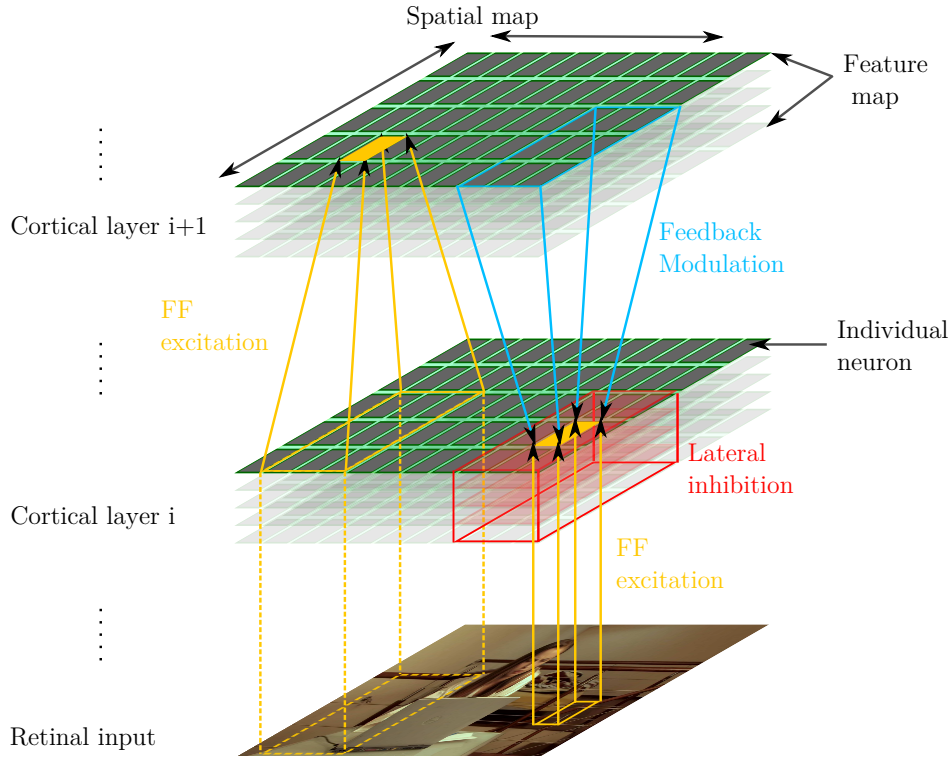 Spatial map
Feature
map
Cortical layer i+1
Feedback
Modulation
FF
excitation
Individual
neuron
Lateral
inhibition
Cortical layer i
FF
excitation
Retinal input